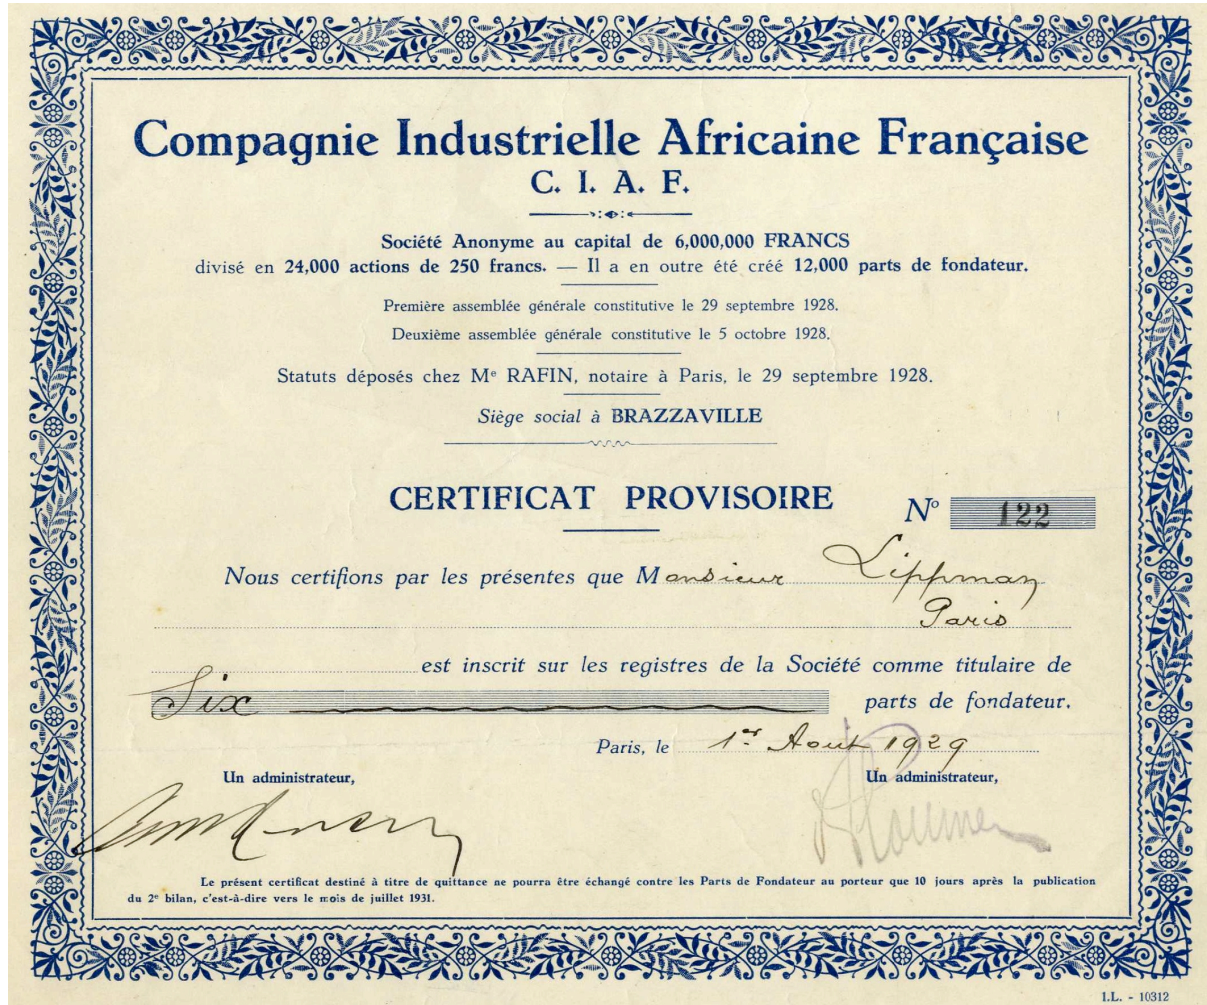 Compagnie Industrielle Africaine Française
C. I. A. F.
Société Anonyme au capital de 6,000,000 FRANCS
divisé en 24,000 actions de 250 francs. — Il a en outre été créé 12,000 parts de fondateur.
Première assemblée générale constitutive le 29 septembre 1928.
Deuxième assemblée générale constitutive le 5 octobre 1928.
Statuts déposés chez Me RAFIN, notaire à Paris, le 29 septembre 1928.
Siège social à BRAZZAVILLE
CERTIFICAT PROVISOIRE
No 122
Nous certifions par les présentes que Monsieur Lippman
Paris
est inscrit sur les registres de la Société comme titulaire de
Six parts de fondateur.
Paris, le 1er Aout 1929
Un administrateur, Un administrateur,
Le présent certificat destiné à titre de quittance ne pourra être échangé contre les Parts de Fondateur au porteur que 10 jours après la publication
du 2e bilan, c'est-à-dire vers le mois de juillet 1931.
I.L. - 10312